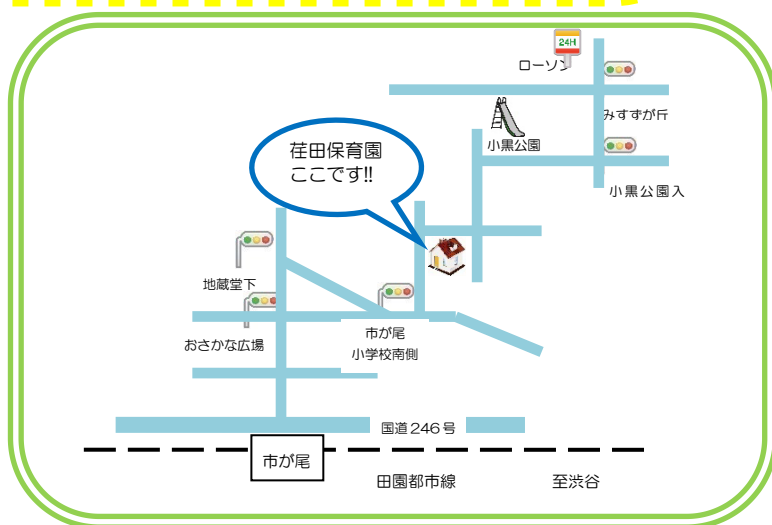 24H
ローソン
みすずが丘
小黒公園
荏田保育園
ここです!!
小黒公園入
地蔵堂下
おさかな広場
市が尾
小学校南側
国道246号
市が尾
田園都市線
至渋谷